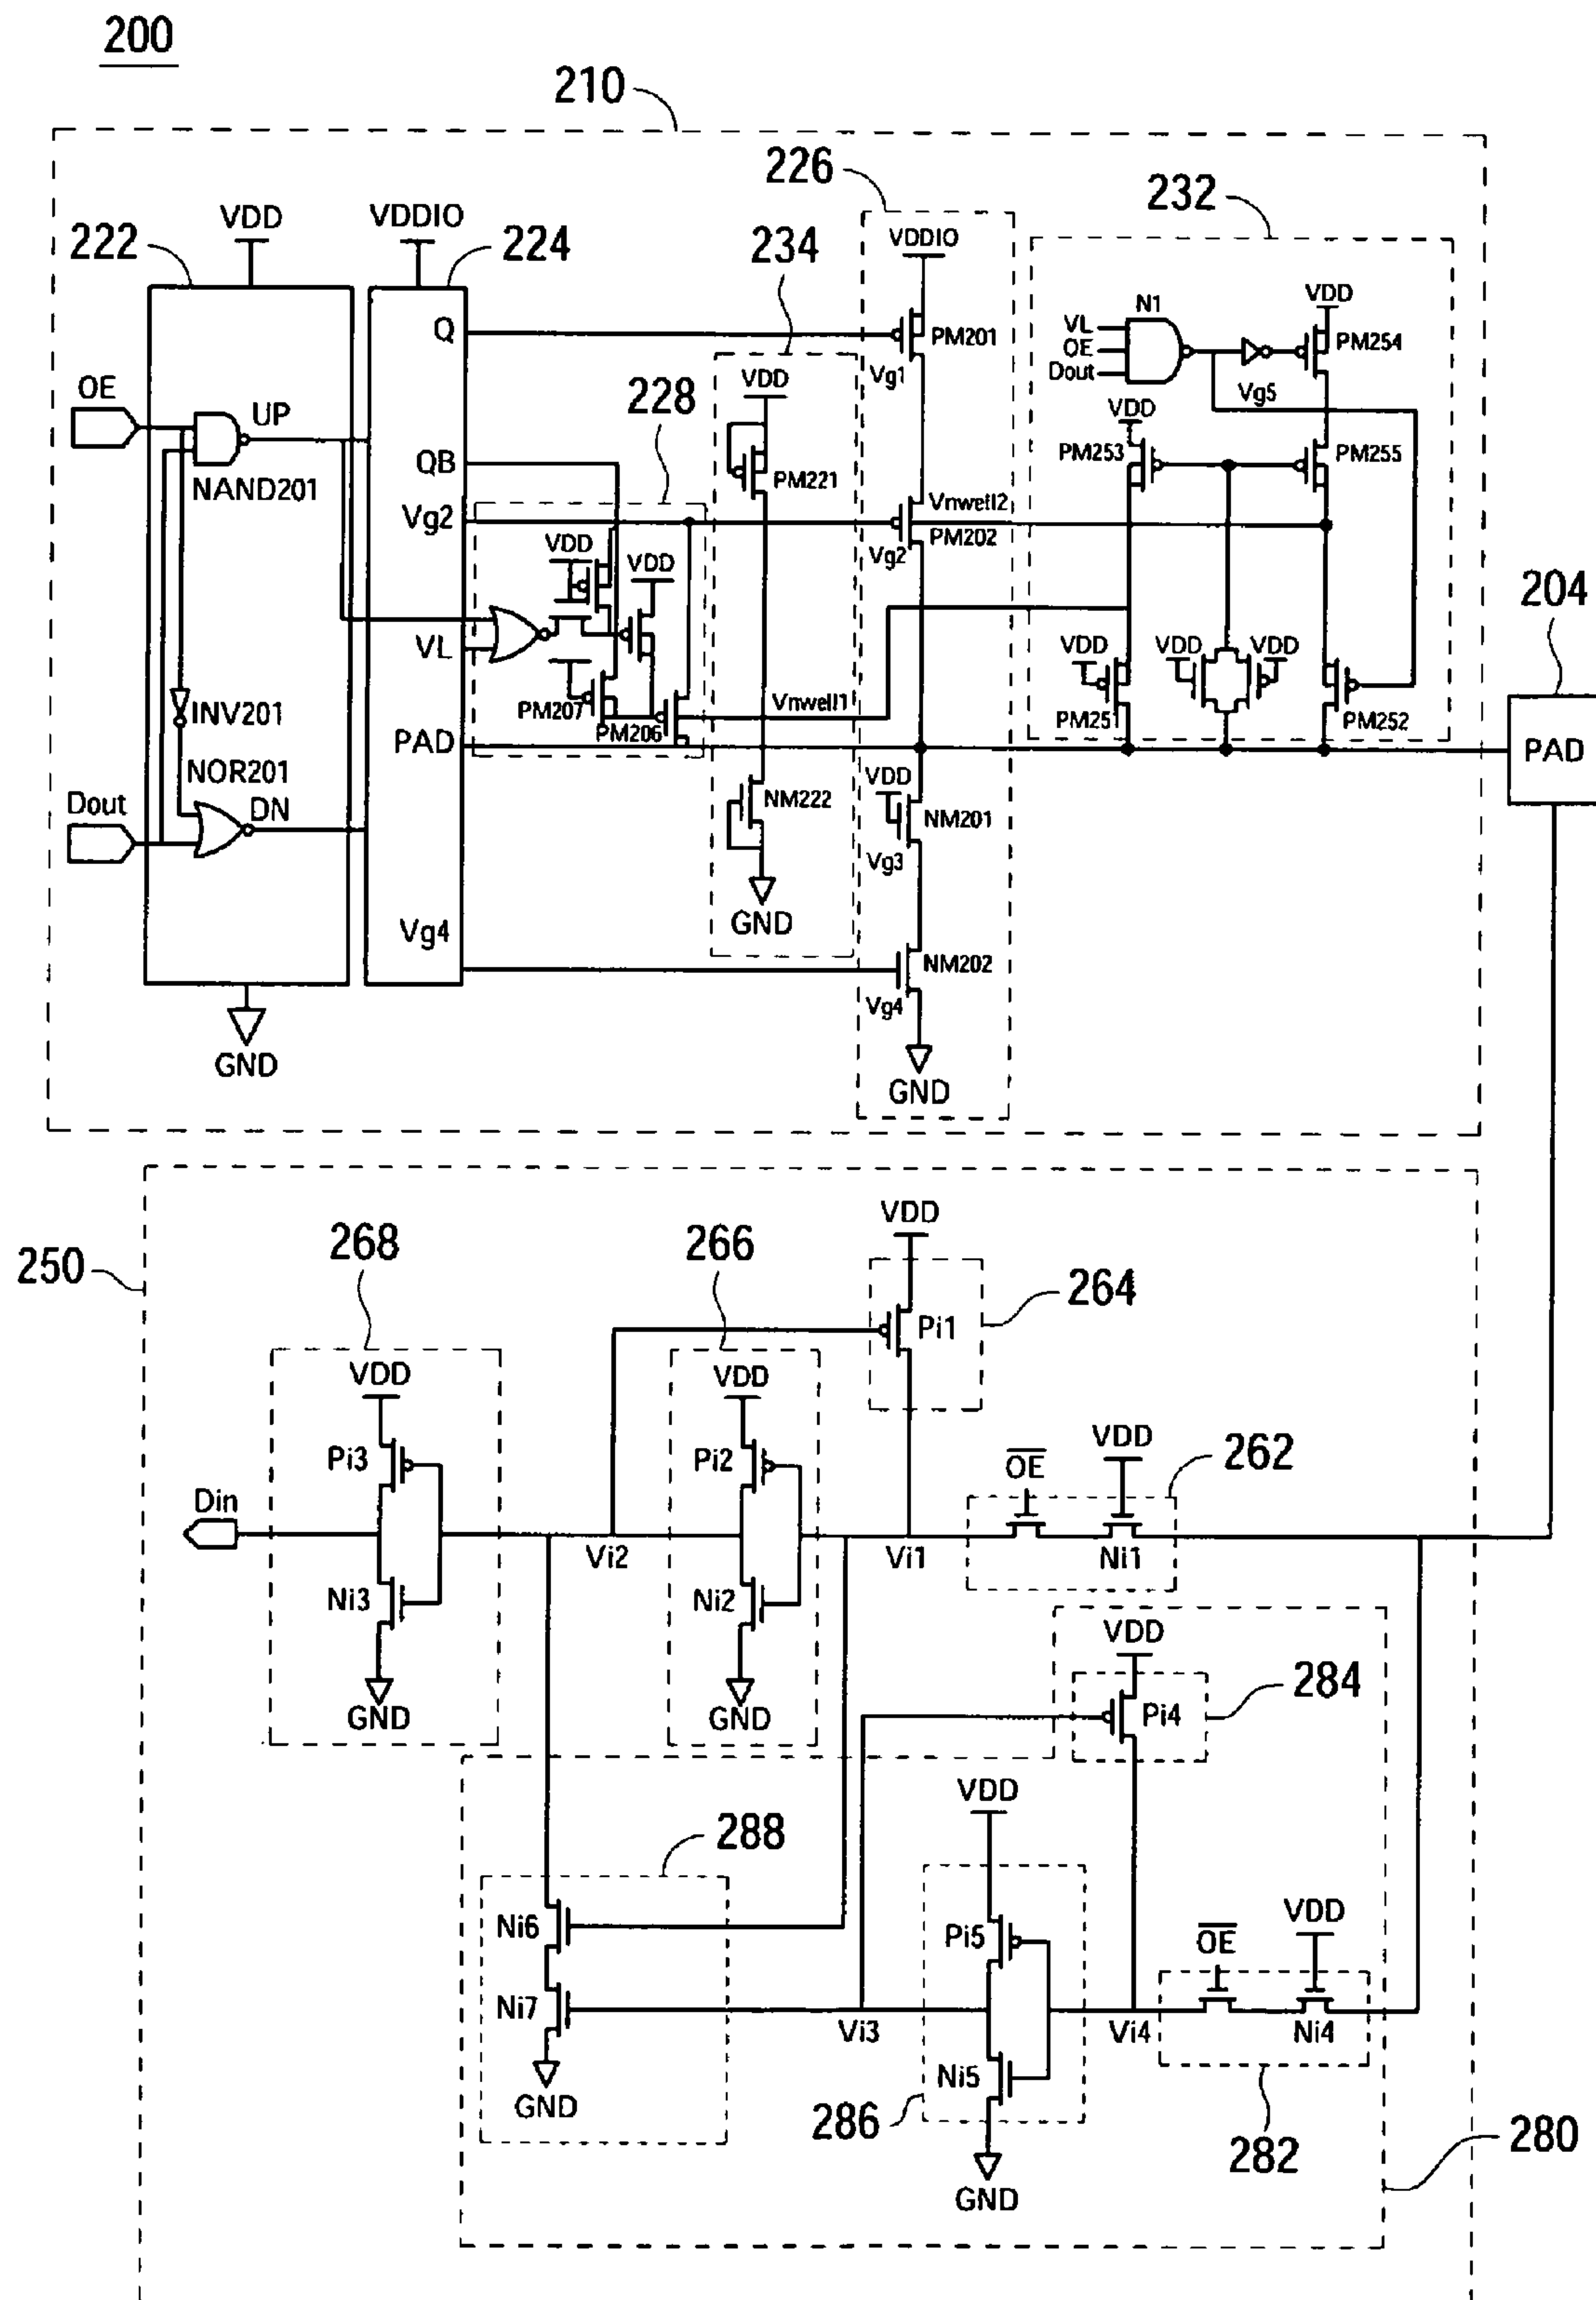 200
210
226
232
222
VDD
VDDIO
224
234
VDDIO
N1
VDD
Q
PM201
VL
OE
Dout
PM254
Vg1
Vg5
OE
UP
228
VDD
VDD
QB
PM253
PM255
NAND201
PM221
Vg2
Vnwell2
PM202
Vg2
VDD
VDD
204
VL
VDD
VDD
VDD
INV201
PM207
Vnwell1
PM206
PM251
PM252
PAD
PAD
NOR201
VDD
Dout
DN
NM222
NM201
Vg3
GND
Vg4
NM202
Vg4
GND
GND
VDD
268
266
250
264
Pi1
VDD
VDD
Pi3
Pi2
VDD
262
OE
Din
Vi2
Vi1
Ni1
Ni3
Ni2
VDD
284
GND
GND
Pi4
VDD
288
VDD
Ni6
Pi5
OE
Ni7
Vi3
Vi4
Ni4
Ni5
GND
286
282
280
GND